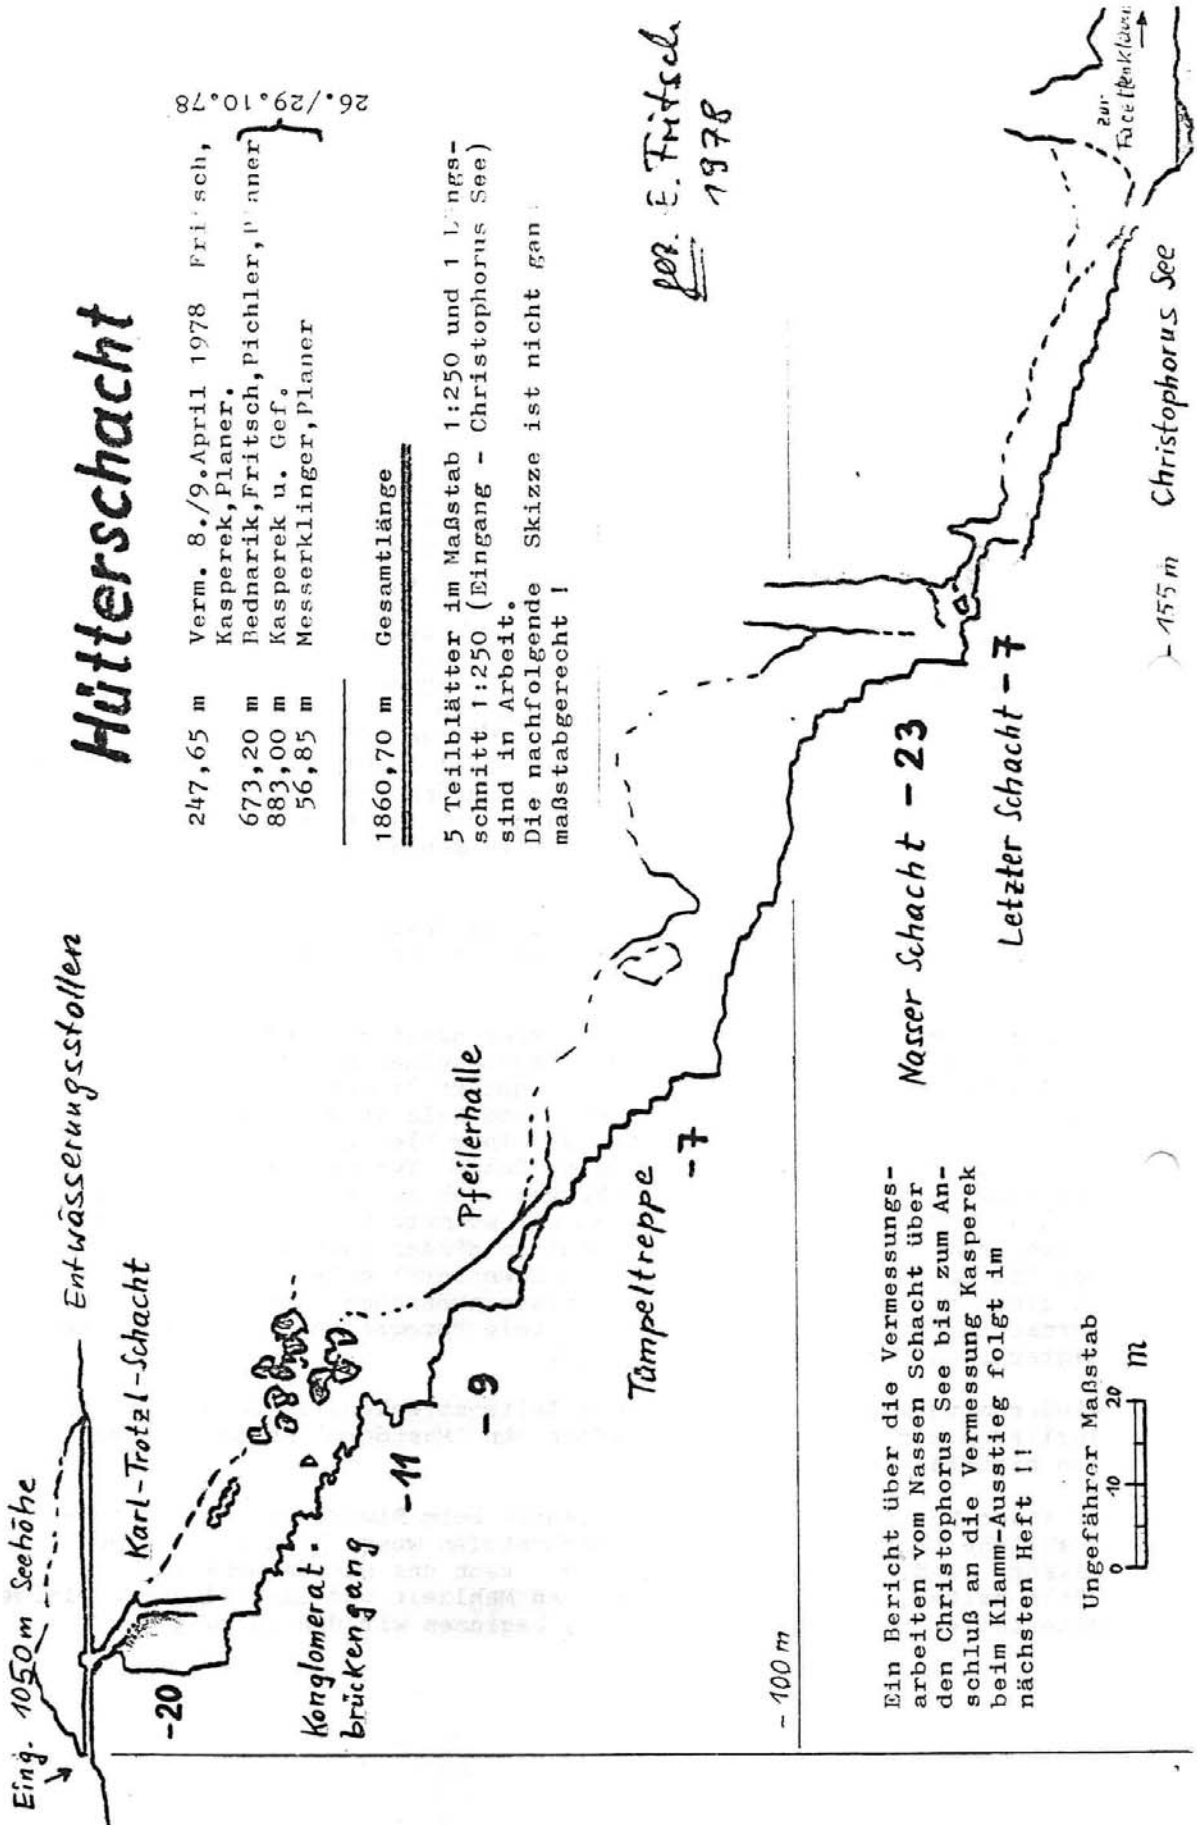 Hütterschacht
247,65 m Verm. 8./9.April 1978 Fritsch,
Kasperek,Planer.
673,20 m Bednarik,Fritsch,Pichler,Planer
883,00 m Kasperek u. Gef.
56,85 m Messerklinger,Planer
26./29.10.78
1860,70 m Gesamtlänge
5 Teilblätter im Maßstab 1:250 und 1 Längs-
schnitt 1:250 (Eingang - Christophorus See)
sind in Arbeit.
Die nachfolgende Skizze ist nicht gan
maßstabgerecht !
E. Fritsch
1978
Eing. 1050 m Seehöhe
Entwässerungsstollen
Karl-Trotzl-Schacht
-20
Konglomerat-
brückengang
-11
-9
Pfeilerhalle
Tümpeltreppe
-7
-100 m
Nasser Schacht -23
Letzter Schacht -7
-155 m Christophorus See
zur
Facettenklamm
Ein Bericht über die Vermessungs-
arbeiten vom Nassen Schacht über
den Christophorus See bis zum An-
schluß an die Vermessung Kasperek
beim Klamm-Ausstieg folgt im
nächsten Heft !!
Ungefährer Maßstab
0 10 20 m